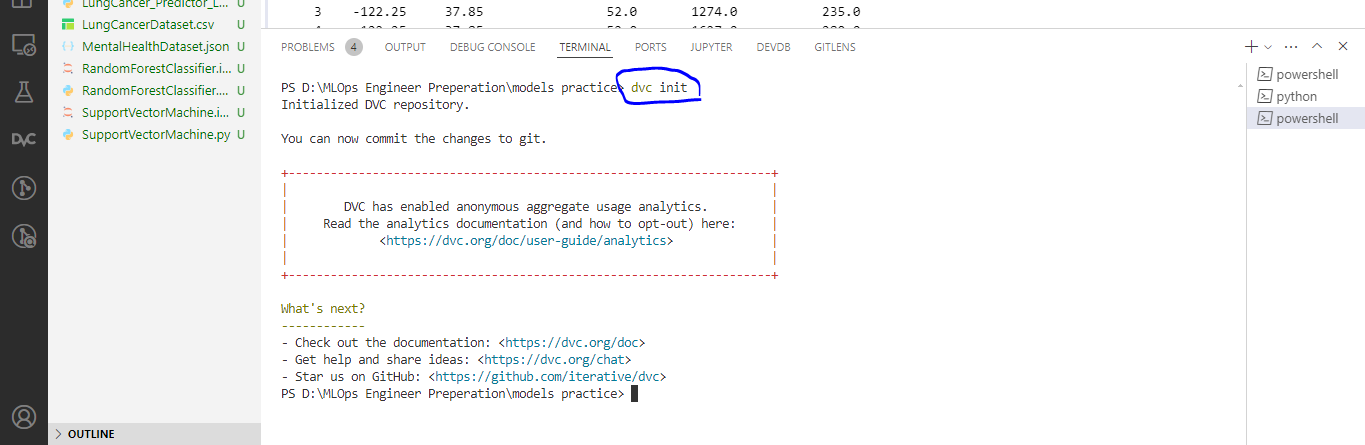 LungCancer_Predictor_L...
LungCancerDataset.csv U
MentalHealthDataset.json U
RandomForestClassifier.i... U
RandomForestClassifier.... U
SupportVectorMachine.i... U
SupportVectorMachine.py U
DVC
OUTLINE
3 -122.25 37.85 52.0 1274.0 235.0
PROBLEMS 4 OUTPUT DEBUG CONSOLE TERMINAL PORTS JUPYTER DEVDB GITLENS
PS D:\MLOps Engineer Preperation\models practice> dvc init
Initialized DVC repository.
You can now commit the changes to git.
+---------------------------------------------------------------------+
| |
| DVC has enabled anonymous aggregate usage analytics. |
| Read the analytics documentation (and how to opt-out) here: |
| <https://dvc.org/doc/user-guide/analytics> |
| |
+---------------------------------------------------------------------+
What's next?
------------
- Check out the documentation: <https://dvc.org/doc>
- Get help and share ideas: <https://dvc.org/chat>
- Star us on GitHub: <https://github.com/iterative/dvc>
PS D:\MLOps Engineer Preperation\models practice>
powershell
python
powershell